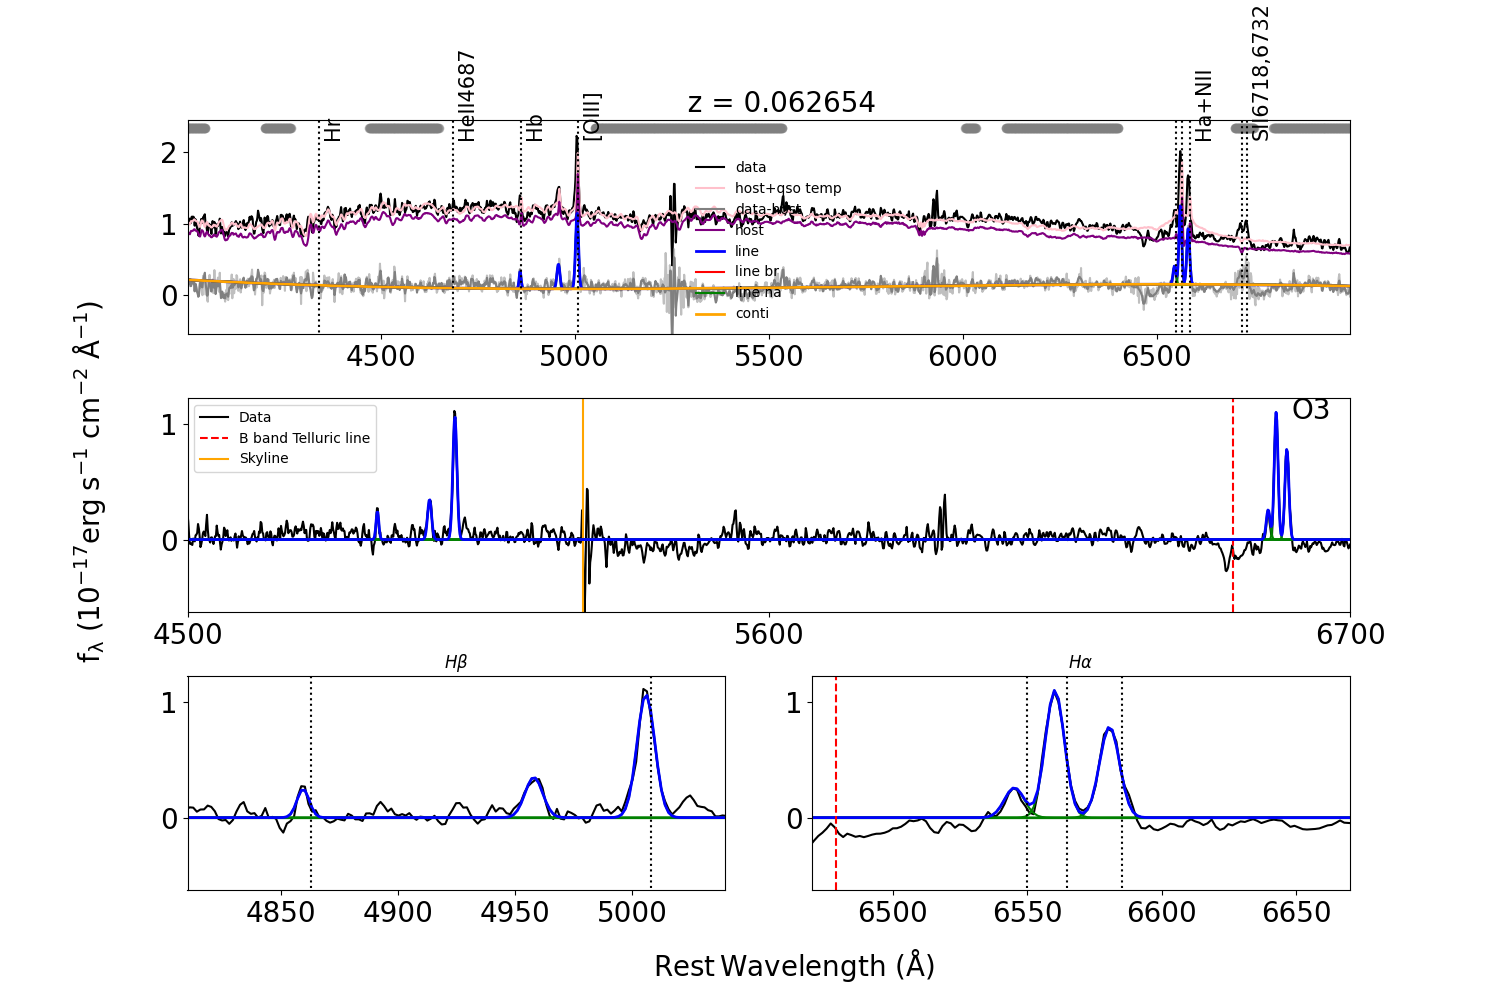 z = 0.062654
Hr
HeII4687
Hb
[OIII]
Ha+NII
SII6718,6732
data
host+qso temp
data-host
host
line
line br
line na
conti
2
1
0
4500 5000 5500 6000 6500
fλ (10⁻¹⁷erg s⁻¹ cm⁻² Å⁻¹)
Data
B band Telluric line
Skyline
O3
1
0
4500 5600 6700
Hβ
1
0
4850 4900 4950 5000
Hα
1
0
6500 6550 6600 6650
Rest Wavelength (Å)